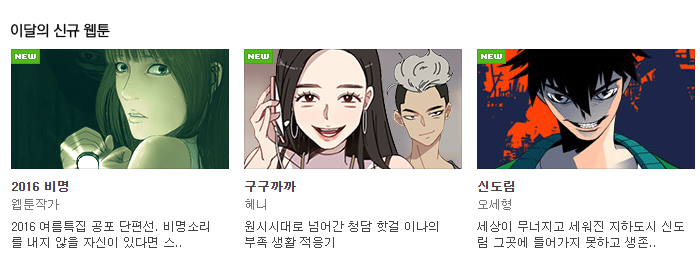 이달의 신규 웹툰
NEW
NEW
NEW
2016 비명
웹툰작가
2016 여름특집 공포 단편선. 비명소리
를 내지 않을 자신이 있다면 스..
구구까까
혜니
원시시대로 넘어간 청담 핫걸 이나의
부족 생활 적응기
신도림
오세형
세상이 무너지고 세워진 지하도시 신도
림 그곳에 들어가지 못하고 생존..